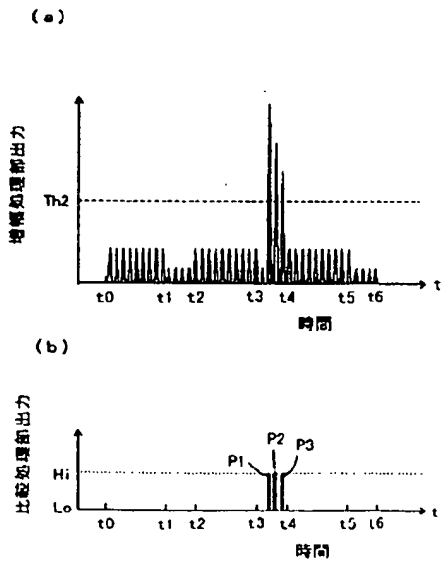 (a)
増幅処理部出力
Th2
t0 t1 t2 t3 t4 t5 t6 t
時間
(b)
比較処理部出力
P1 P2 P3
Hi
Lo
t0 t1 t2 t3 t4 t5 t6 t
時間